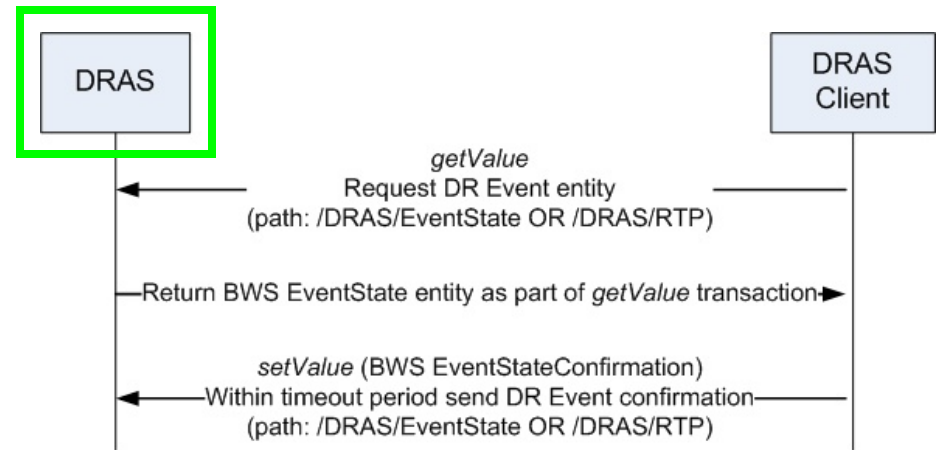 DRAS
DRAS
Client
getValue
Request DR Event entity
(path: /DRAS/EventState OR /DRAS/RTP)
Return BWS EventState entity as part of getValue transaction
setValue (BWS EventStateConfirmation)
Within timeout period send DR Event confirmation
(path: /DRAS/EventState OR /DRAS/RTP)